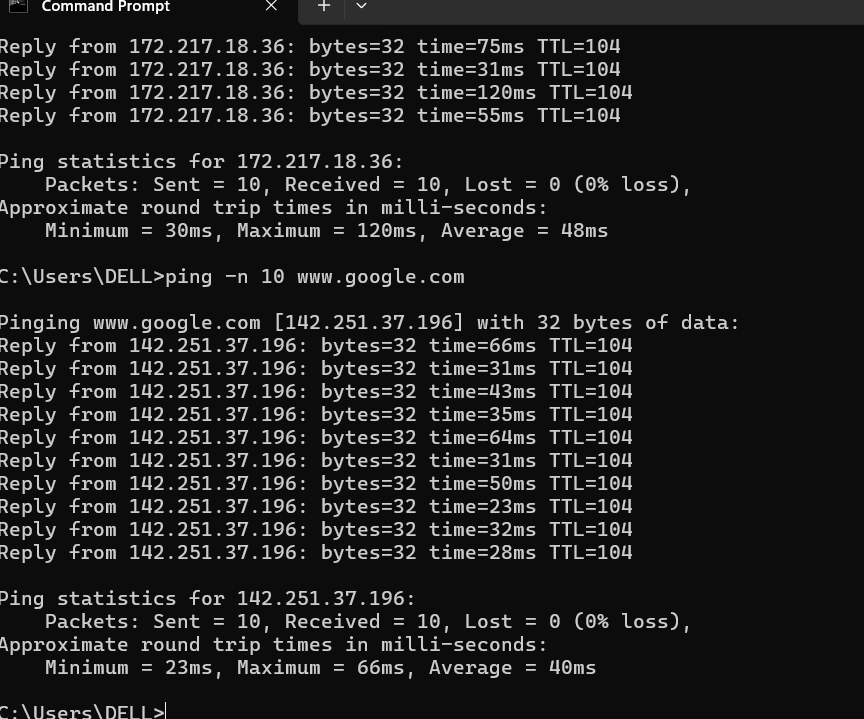 Command Prompt
Reply from 172.217.18.36: bytes=32 time=75ms TTL=104
Reply from 172.217.18.36: bytes=32 time=31ms TTL=104
Reply from 172.217.18.36: bytes=32 time=120ms TTL=104
Reply from 172.217.18.36: bytes=32 time=55ms TTL=104
Ping statistics for 172.217.18.36:
Packets: Sent = 10, Received = 10, Lost = 0 (0% loss),
Approximate round trip times in milli-seconds:
Minimum = 30ms, Maximum = 120ms, Average = 48ms
C:\Users\DELL>ping -n 10 www.google.com
Pinging www.google.com [142.251.37.196] with 32 bytes of data:
Reply from 142.251.37.196: bytes=32 time=66ms TTL=104
Reply from 142.251.37.196: bytes=32 time=31ms TTL=104
Reply from 142.251.37.196: bytes=32 time=43ms TTL=104
Reply from 142.251.37.196: bytes=32 time=35ms TTL=104
Reply from 142.251.37.196: bytes=32 time=64ms TTL=104
Reply from 142.251.37.196: bytes=32 time=31ms TTL=104
Reply from 142.251.37.196: bytes=32 time=50ms TTL=104
Reply from 142.251.37.196: bytes=32 time=23ms TTL=104
Reply from 142.251.37.196: bytes=32 time=32ms TTL=104
Reply from 142.251.37.196: bytes=32 time=28ms TTL=104
Ping statistics for 142.251.37.196:
Packets: Sent = 10, Received = 10, Lost = 0 (0% loss),
Approximate round trip times in milli-seconds:
Minimum = 23ms, Maximum = 66ms, Average = 40ms
C:\Users\DELL>